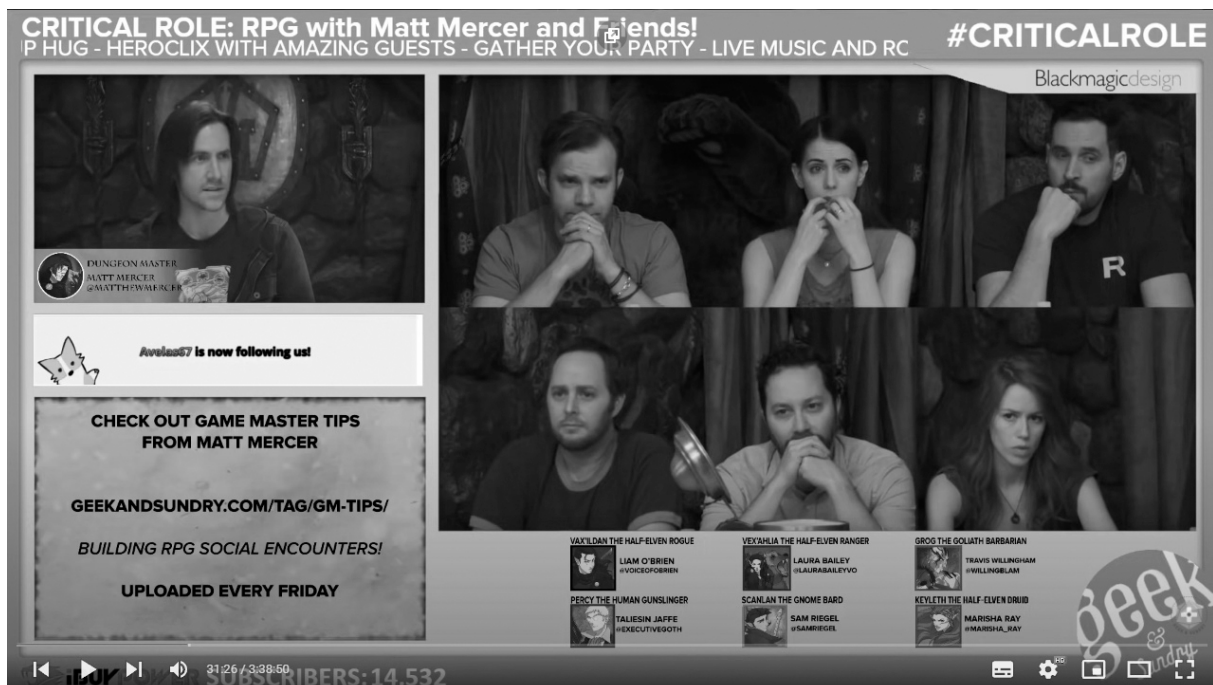 CRITICAL ROLE: RPG with Matt Mercer and Friends!
#CRITICALROLE
P HUG - HEROCLIX WITH AMAZING GUESTS - GATHER YOUR PARTY - LIVE MUSIC AND RC
Blackmagicdesign
DUNGEON MASTER
MATT MERCER
@MATTHEWMERCER
R
Avelas67 is now following us!
CHECK OUT GAME MASTER TIPS
FROM MATT MERCER
GEEKANDSUNDRY.COM/TAG/GM-TIPS/
BUILDING RPG SOCIAL ENCOUNTERS!
UPLOADED EVERY FRIDAY
VAX'ILDAN THE HALF-ELVEN ROGUE
LIAM O'BRIEN
@VOICEOFOBRIEN
VEX'AHLIA THE HALF-ELVEN RANGER
LAURA BAILEY
@LAURABAILEYVO
GROG THE GOLIATH BARBARIAN
TRAVIS WILLINGHAM
@WILLINGBLAM
PERCY THE HUMAN GUNSLINGER
TALIESIN JAFFE
@EXECUTIVEGOTH
SCANLAN THE GNOME BARD
SAM RIEGEL
@SAMRIEGEL
KEYLETH THE HALF-ELVEN DRUID
MARISHA RAY
@MARISHA_RAY
geek
&
Sundry
31:26 / 3:38:50
HD
iBUYPOWER SUBSCRIBERS:14,532